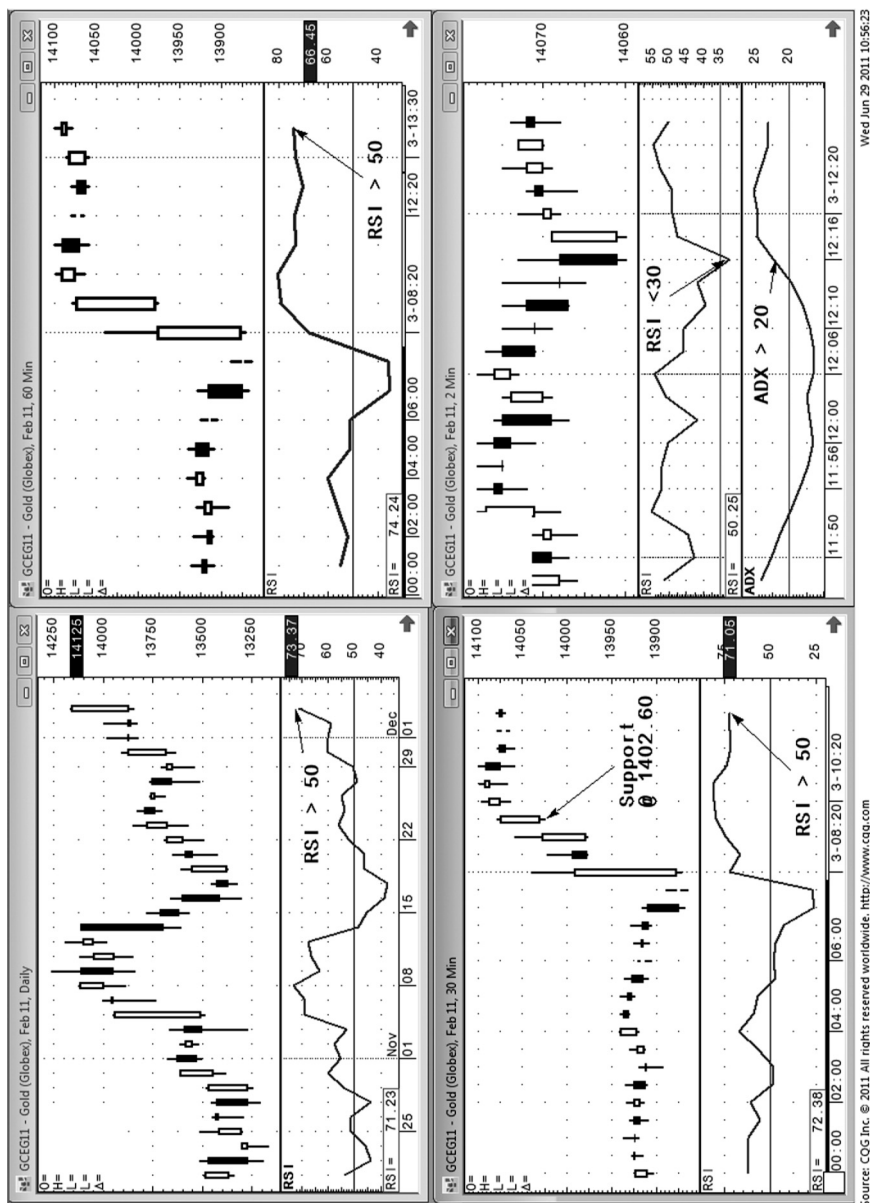 GCEG11 - Gold (Globex), Feb 11, Daily
O=
H=
L=
L=
Δ=
14250
14125
14000
13750
13500
13250
RSI
RSI > 50
73.37
70
60
50
40
RSI=
71.23
25
Nov
01
08
15
22
29
Dec
01
GCEG11 - Gold (Globex), Feb 11, 60 Min
O=
H=
L=
L=
Δ=
14100
14050
14000
13950
13900
RSI
80
66.45
40
RSI > 50
RSI=
74.24
00:00
02:00
04:00
06:00
3-08:20
12:20
3-13:30
GCEG11 - Gold (Globex), Feb 11, 30 Min
O=
H=
L=
L=
Δ=
14100
14050
14000
13950
13900
Support
@ 1402.60
RSI
75
71.05
50
25
RSI > 50
RSI=
72.38
00:00
02:00
04:00
06:00
3-08:20
3-10:20
GCEG11 - Gold (Globex), Feb 11, 2 Min
O=
H=
L=
L=
Δ=
14070
14060
RSI
55
50
45
40
35
30
RSI <30
RSI=
50.25
ADX
25
20
ADX > 20
11:50
11:56
12:00
12:06
12:10
12:16
3-12:20
Source: CQG Inc. © 2011 All rights reserved worldwide. http://www.cqg.com
Wed Jun 29 2011 10:56:23